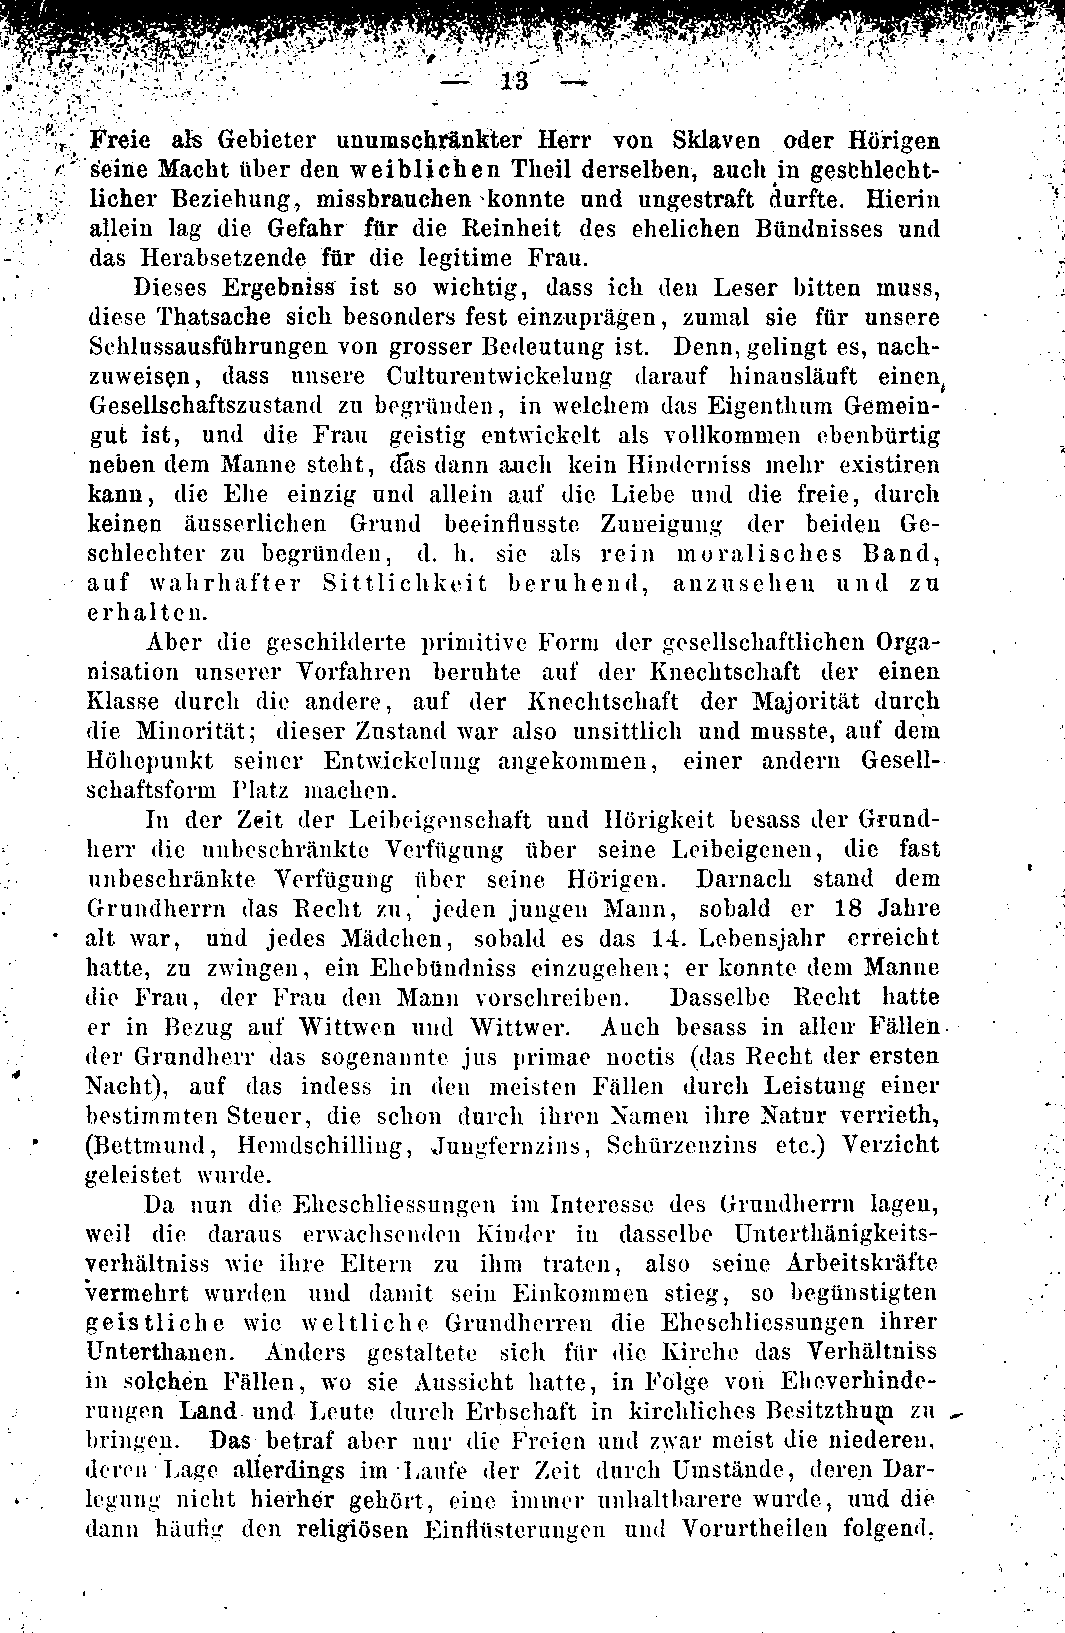 — 13 —
Freie als Gebieter unumschränkter Herr von Sklaven oder Hörigen
seine Macht über den weiblichen Theil derselben, auch in geschlecht-
licher Beziehung, missbrauchen konnte und ungestraft durfte. Hierin
allein lag die Gefahr für die Reinheit des ehelichen Bündnisses und
das Herabsetzende für die legitime Frau.
Dieses Ergebniss ist so wichtig, dass ich den Leser bitten muss,
diese Thatsache sich besonders fest einzuprägen, zumal sie für unsere
Schlussausführungen von grosser Bedeutung ist. Denn, gelingt es, nach-
zuweisen, dass unsere Culturentwickelung darauf hinausläuft einen
Gesellschaftszustand zu begründen, in welchem das Eigenthum Gemein-
gut ist, und die Frau geistig entwickelt als vollkommen ebenbürtig
neben dem Manne steht, das dann auch kein Hinderniss mehr existiren
kann, die Ehe einzig und allein auf die Liebe und die freie, durch
keinen äusserlichen Grund beeinflusste Zuneigung der beiden Ge-
schlechter zu begründen, d. h. sie als rein moralisches Band,
auf wahrhafter Sittlichkeit beruhend, anzusehen und zu
erhalten.
Aber die geschilderte primitive Form der gesellschaftlichen Orga-
nisation unserer Vorfahren beruhte auf der Knechtschaft der einen
Klasse durch die andere, auf der Knechtschaft der Majorität durch
die Minorität; dieser Zustand war also unsittlich und musste, auf dem
Höhepunkt seiner Entwickelung angekommen, einer andern Gesell-
schaftsform Platz machen.
In der Zeit der Leibeigenschaft und Hörigkeit besass der Grund-
herr die unbeschränkte Verfügung über seine Leibeigenen, die fast
unbeschränkte Verfügung über seine Hörigen. Darnach stand dem
Grundherrn das Recht zu, jeden jungen Mann, sobald er 18 Jahre
alt war, und jedes Mädchen, sobald es das 14. Lebensjahr erreicht
hatte, zu zwingen, ein Ehebündniss einzugehen; er konnte dem Manne
die Frau, der Frau den Mann vorschreiben. Dasselbe Recht hatte
er in Bezug auf Wittwen und Wittwer. Auch besass in allen Fällen
der Grundherr das sogenannte jus primae noctis (das Recht der ersten
Nacht), auf das indess in den meisten Fällen durch Leistung einer
bestimmten Steuer, die schon durch ihren Namen ihre Natur verrieth,
(Bettmund, Hemdschilling, Jungfernzins, Schürzenzins etc.) Verzicht
geleistet wurde.
Da nun die Eheschliessungen im Interesse des Grundherrn lagen,
weil die daraus erwachsenden Kinder in dasselbe Unterthänigkeits-
verhältniss wie ihre Eltern zu ihm traten, also seine Arbeitskräfte
vermehrt wurden und damit sein Einkommen stieg, so begünstigten
geistliche wie weltliche Grundherren die Eheschliessungen ihrer
Unterthanen. Anders gestaltete sich für die Kirche das Verhältniss
in solchen Fällen, wo sie Aussicht hatte, in Folge von Eheverhinde-
rungen Land und Leute durch Erbschaft in kirchliches Besitzthum zu
bringen. Das betraf aber nur die Freien und zwar meist die niederen,
deren Lage allerdings im Laufe der Zeit durch Umstände, deren Dar-
legung nicht hierher gehört, eine immer unhaltbarere wurde, und die
dann häufig den religiösen Einflüsterungen und Vorurtheilen folgend,